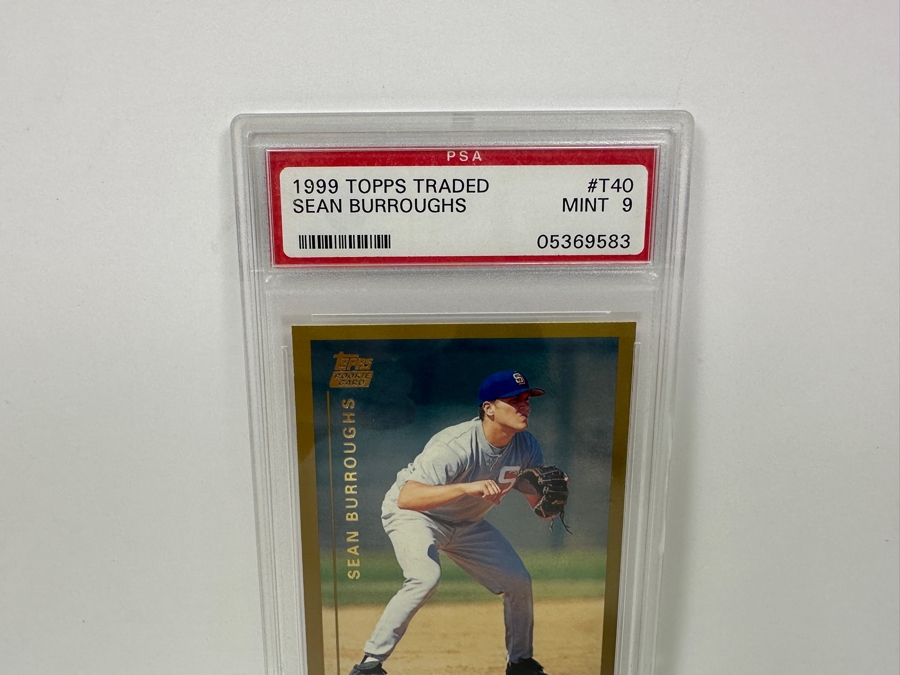 PSA
1999 TOPPS TRADED #T40
SEAN BURROUGHS MINT 9
05369583
TOPPS
ROOKIE
CARD
SEAN BURROUGHS
S